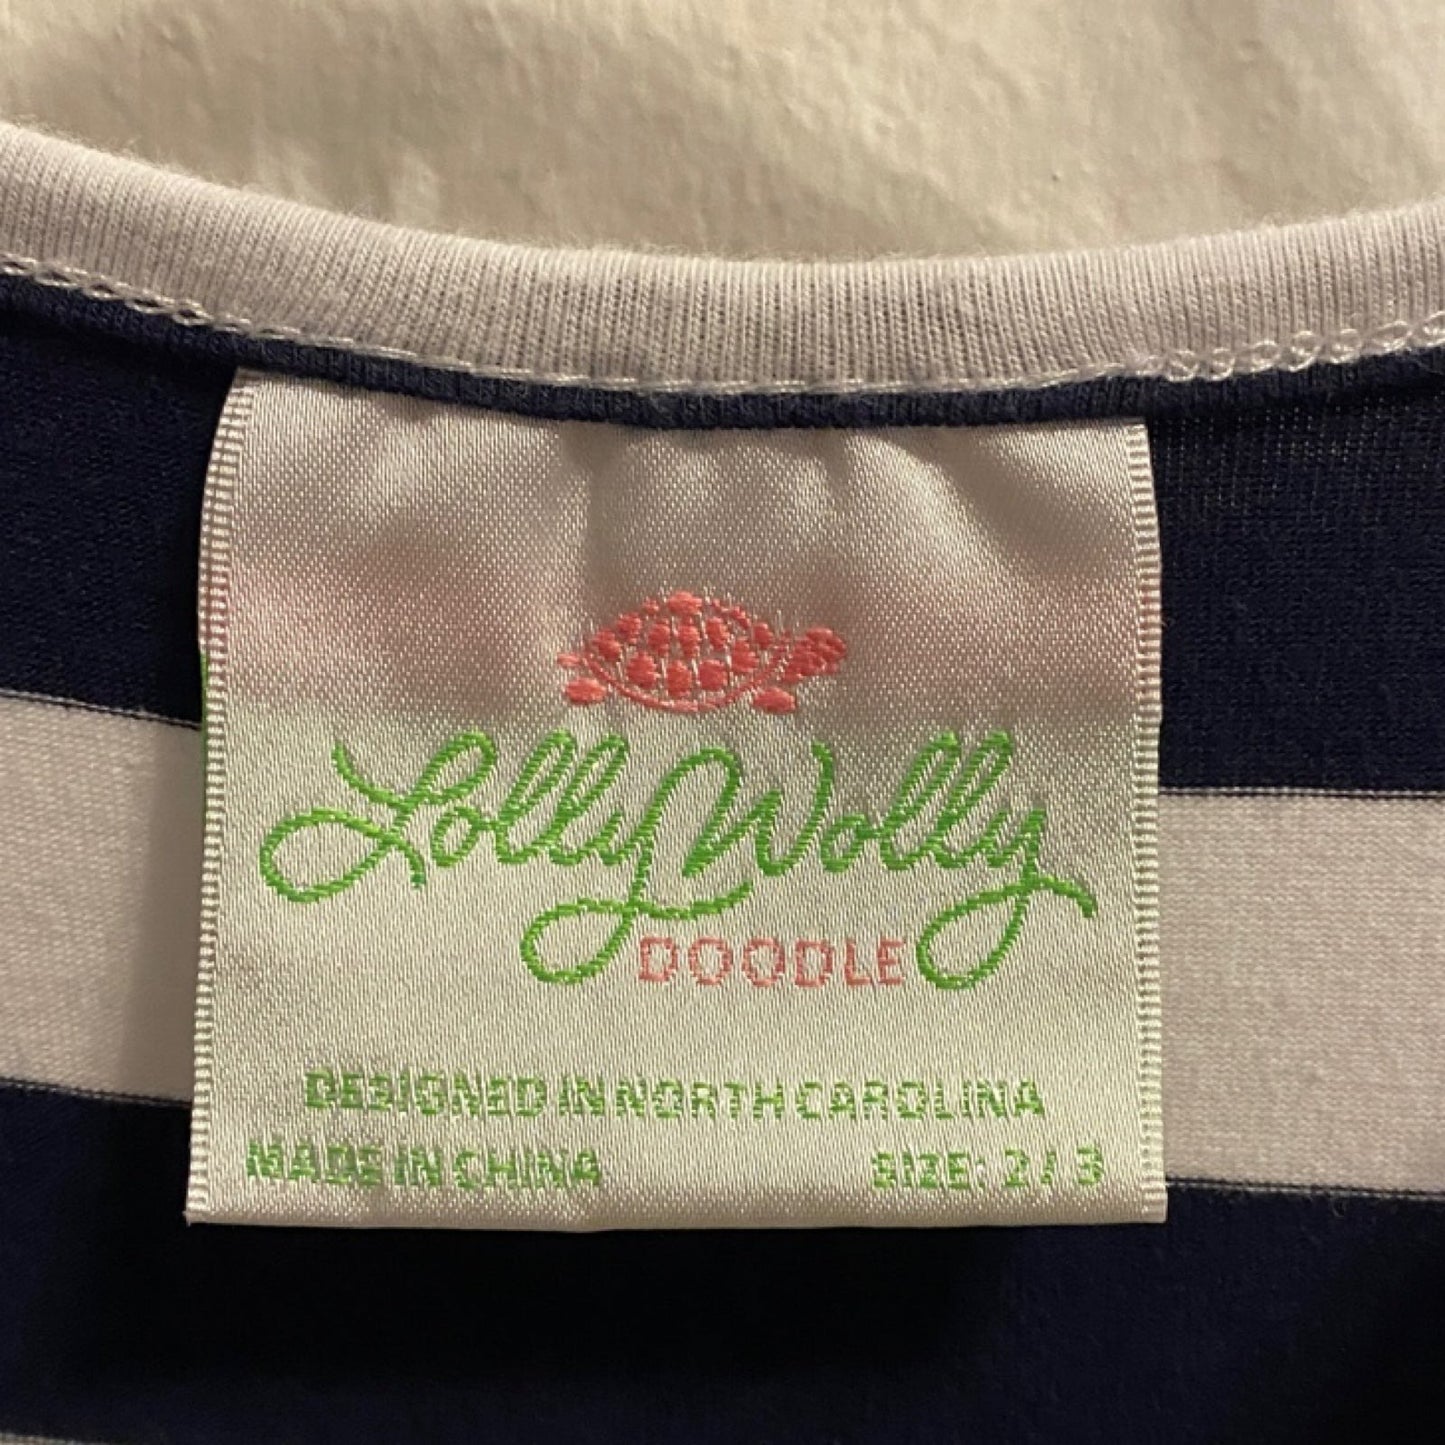 Lolly Wolly
DOODLE
DESIGNED IN NORTH CAROLINA
MADE IN CHINA SIZE: 2/3